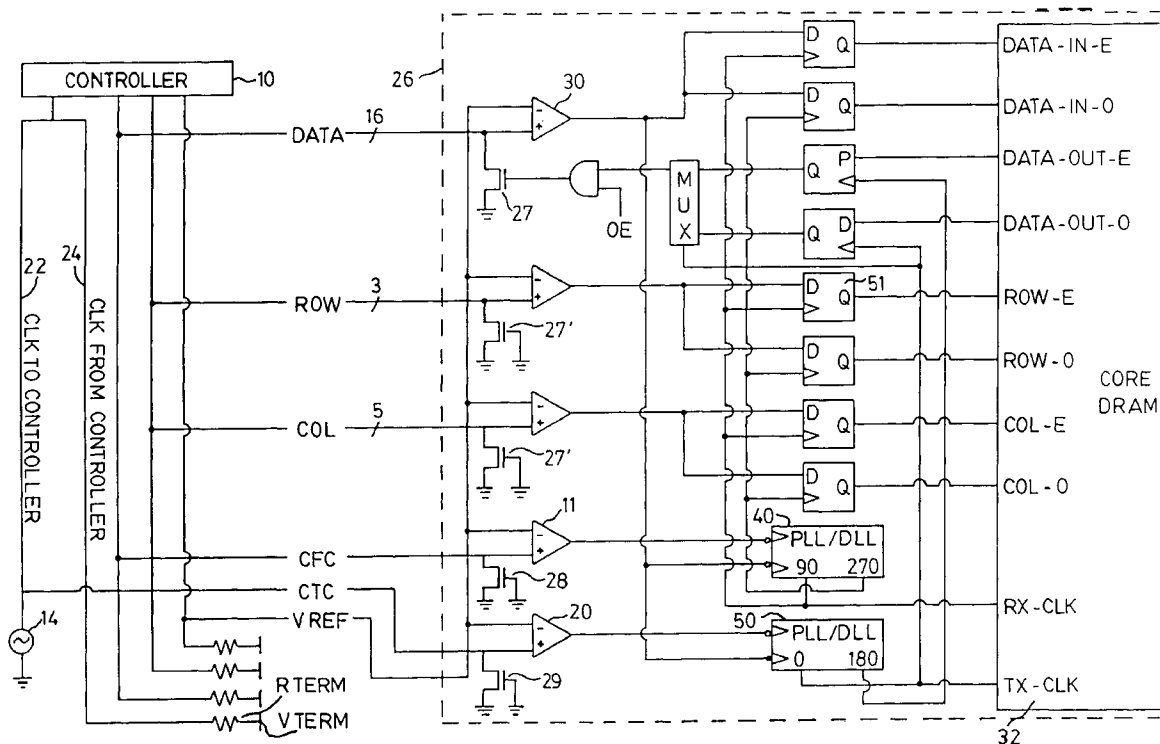 CONTROLLER
10
26
30
D
Q
DATA-IN-E
DATA
16
-
+
D
Q
DATA-IN-O
27
OE
MUX
Q
P
DATA-OUT-E
Q
D
DATA-OUT-O
22
24
CLK TO CONTROLLER
CLK FROM CONTROLLER
ROW
3
-
+
27'
D
Q
51
ROW-E
D
Q
ROW-O
CORE
DRAM
COL
5
-
+
27'
D
Q
COL-E
D
Q
COL-O
CFC
11
-
+
28
40
PLL/DLL
90
270
CTC
14
VREF
20
-
+
29
50
PLL/DLL
0
180
RX-CLK
TX-CLK
RTERM
VTERM
32